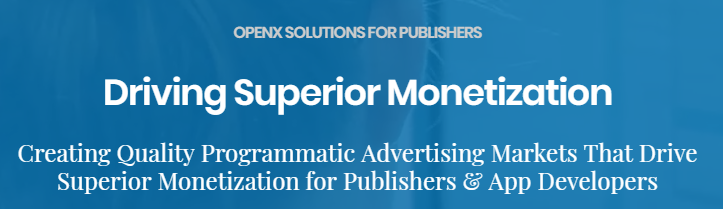 OPENX SOLUTIONS FOR PUBLISHERS
Driving Superior Monetization
Creating Quality Programmatic Advertising Markets That Drive
Superior Monetization for Publishers & App Developers